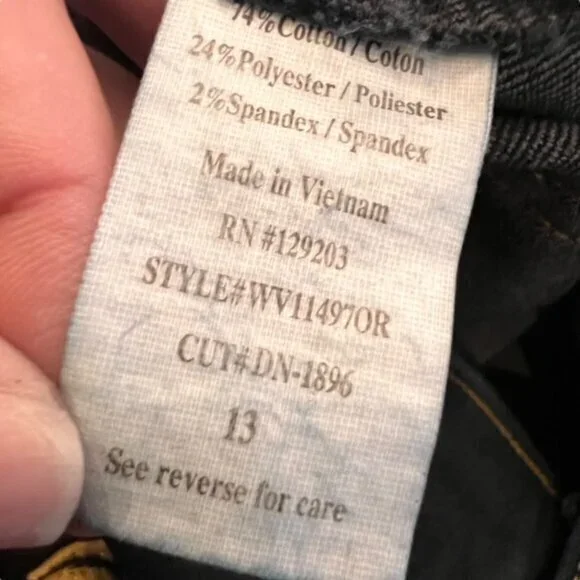 74%Cotton/Coton
24%Polyester/Poliester
2%Spandex/Spandex
Made in Vietnam
RN#129203
STYLE#WV11497OR
CUT#DN-1896
13
See reverse for care